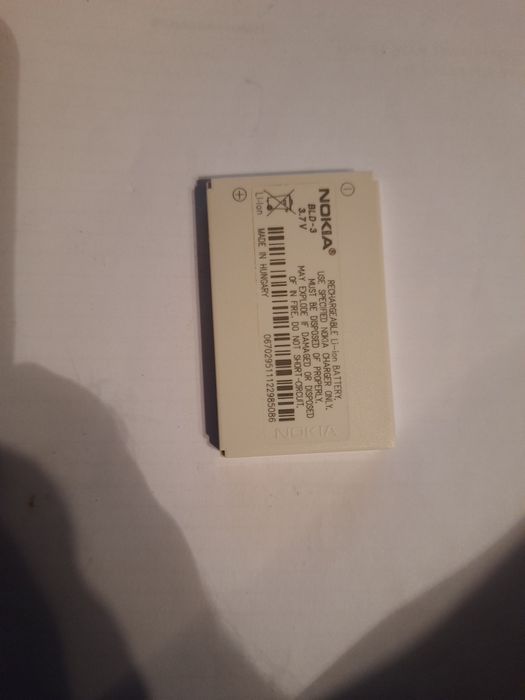 NOKIA®
BLD-3
3.7V
Li-Ion
RECHARGEABLE Li-Ion BATTERY.
USE SPECIFIED NOKIA CHARGER ONLY.
MUST BE DISPOSED OF PROPERLY.
MAY EXPLODE IF DAMAGED OR DISPOSED
OF IN FIRE. DO NOT SHORT-CIRCUIT.
MADE IN HUNGARY
0670295111122985086
NOKIA